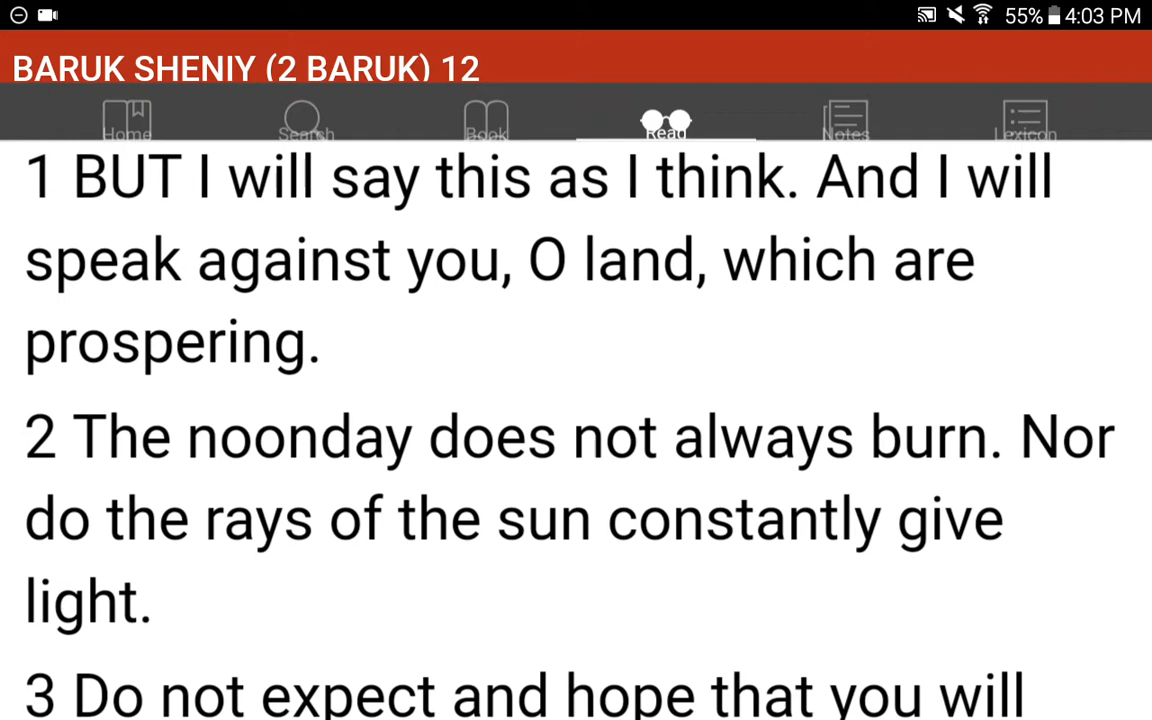 55% 4:03 PM
BARUK SHENIY (2 BARUK) 12
Home Search Book Read Notes Lexicon
1 BUT I will say this as I think. And I will
speak against you, O land, which are
prospering.
2 The noonday does not always burn. Nor
do the rays of the sun constantly give
light.
3 Do not expect and hope that you will